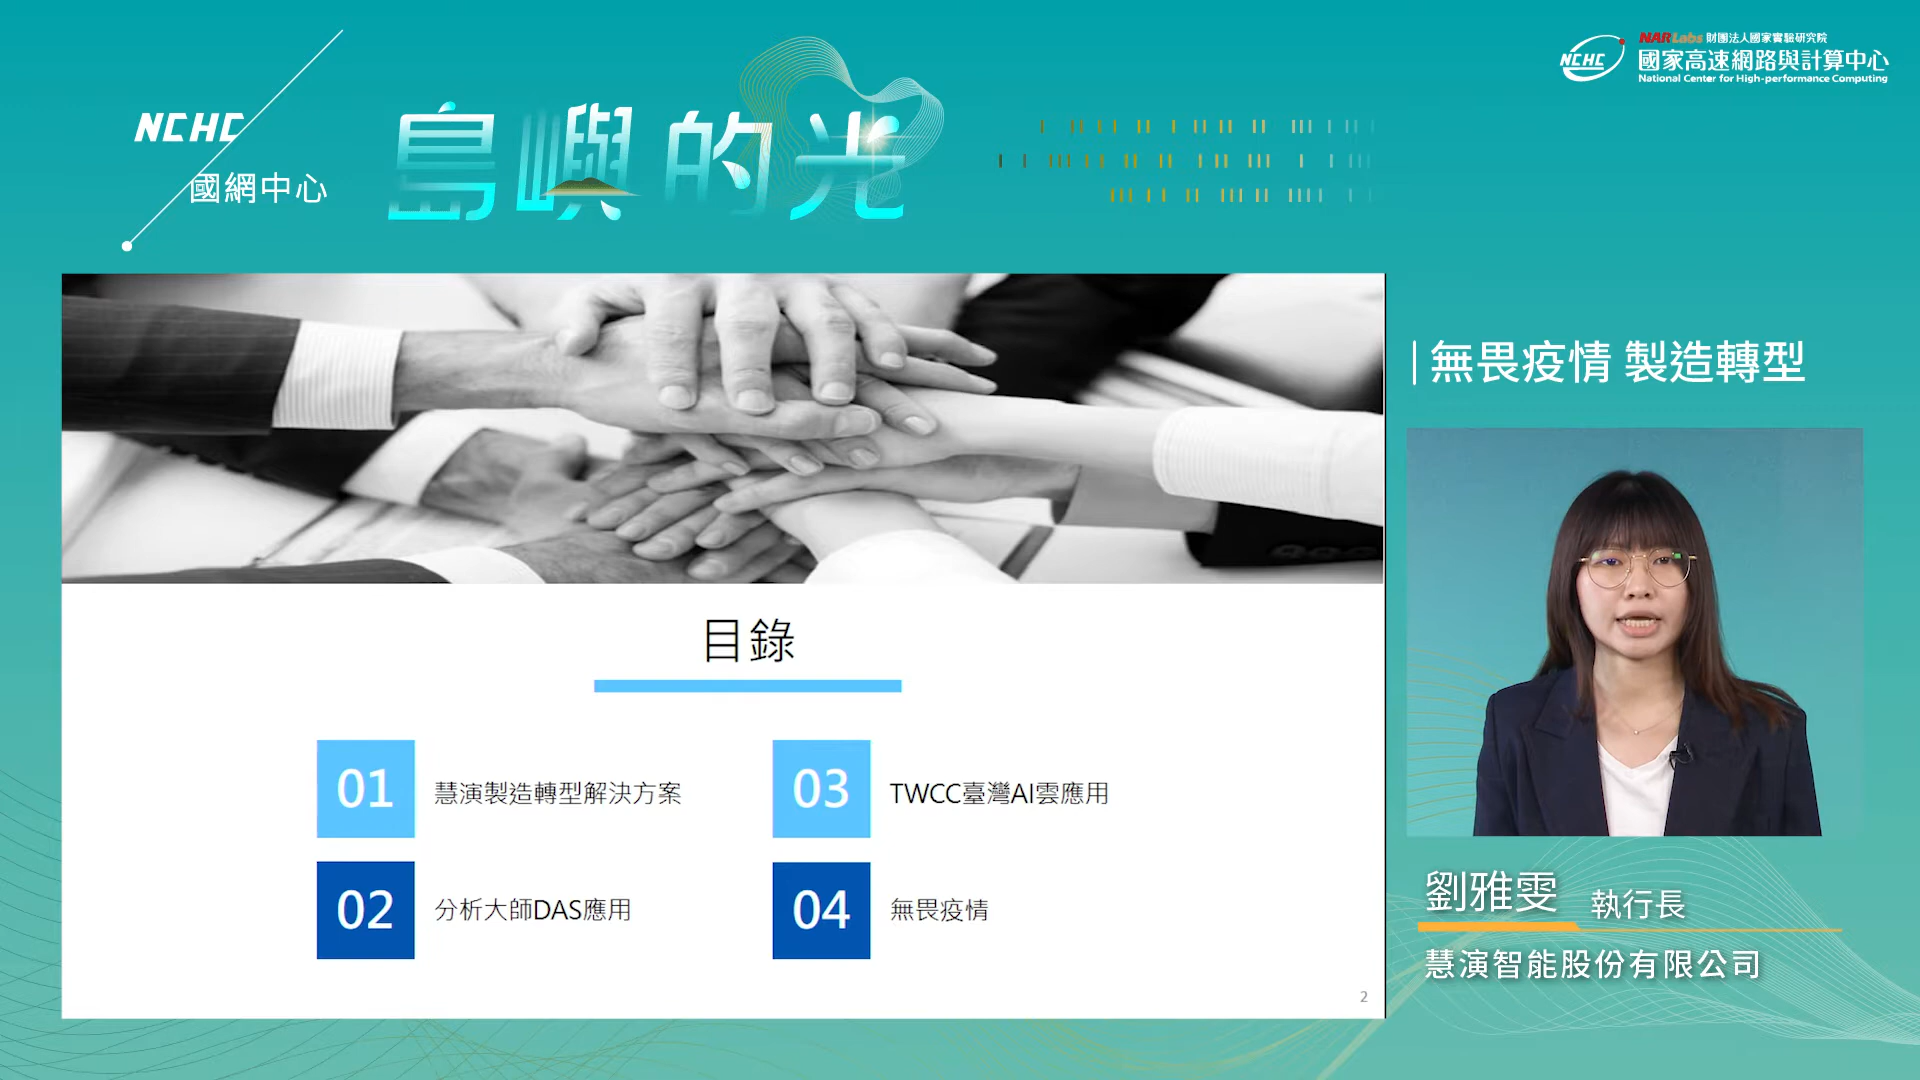 NCHC
國網中心
島嶼的光
NCHC
NARLabs 財團法人國家實驗研究院
國家高速網路與計算中心
National Center for High-performance Computing
無畏疫情 製造轉型
目錄
01 慧演製造轉型解決方案
02 分析大師DAS應用
03 TWCC臺灣AI雲應用
04 無畏疫情
2
劉雅雯 執行長
慧演智能股份有限公司